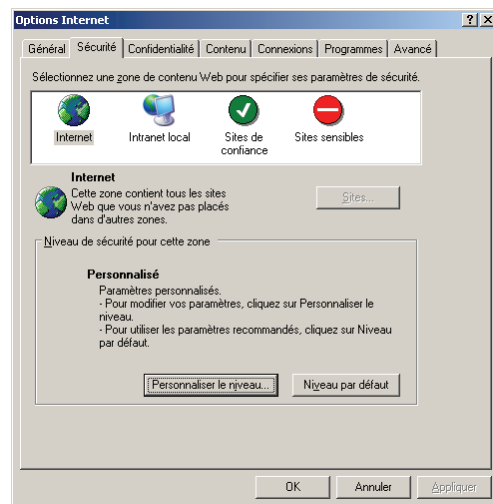 Options Internet
Général Sécurité Confidentialité Contenu Connexions Programmes Avancé
Sélectionnez une zone de contenu Web pour spécifier ses paramètres de sécurité.
Internet Intranet local Sites de confiance Sites sensibles
Internet
Cette zone contient tous les sites
Web que vous n'avez pas placés
dans d'autres zones.
Sites...
Niveau de sécurité pour cette zone
Personnalisé
Paramètres personnalisés.
- Pour modifier vos paramètres, cliquez sur Personnaliser le
niveau.
- Pour utiliser les paramètres recommandés, cliquez sur Niveau
par défaut.
Personnaliser le niveau... Niveau par défaut
OK Annuler Appliquer